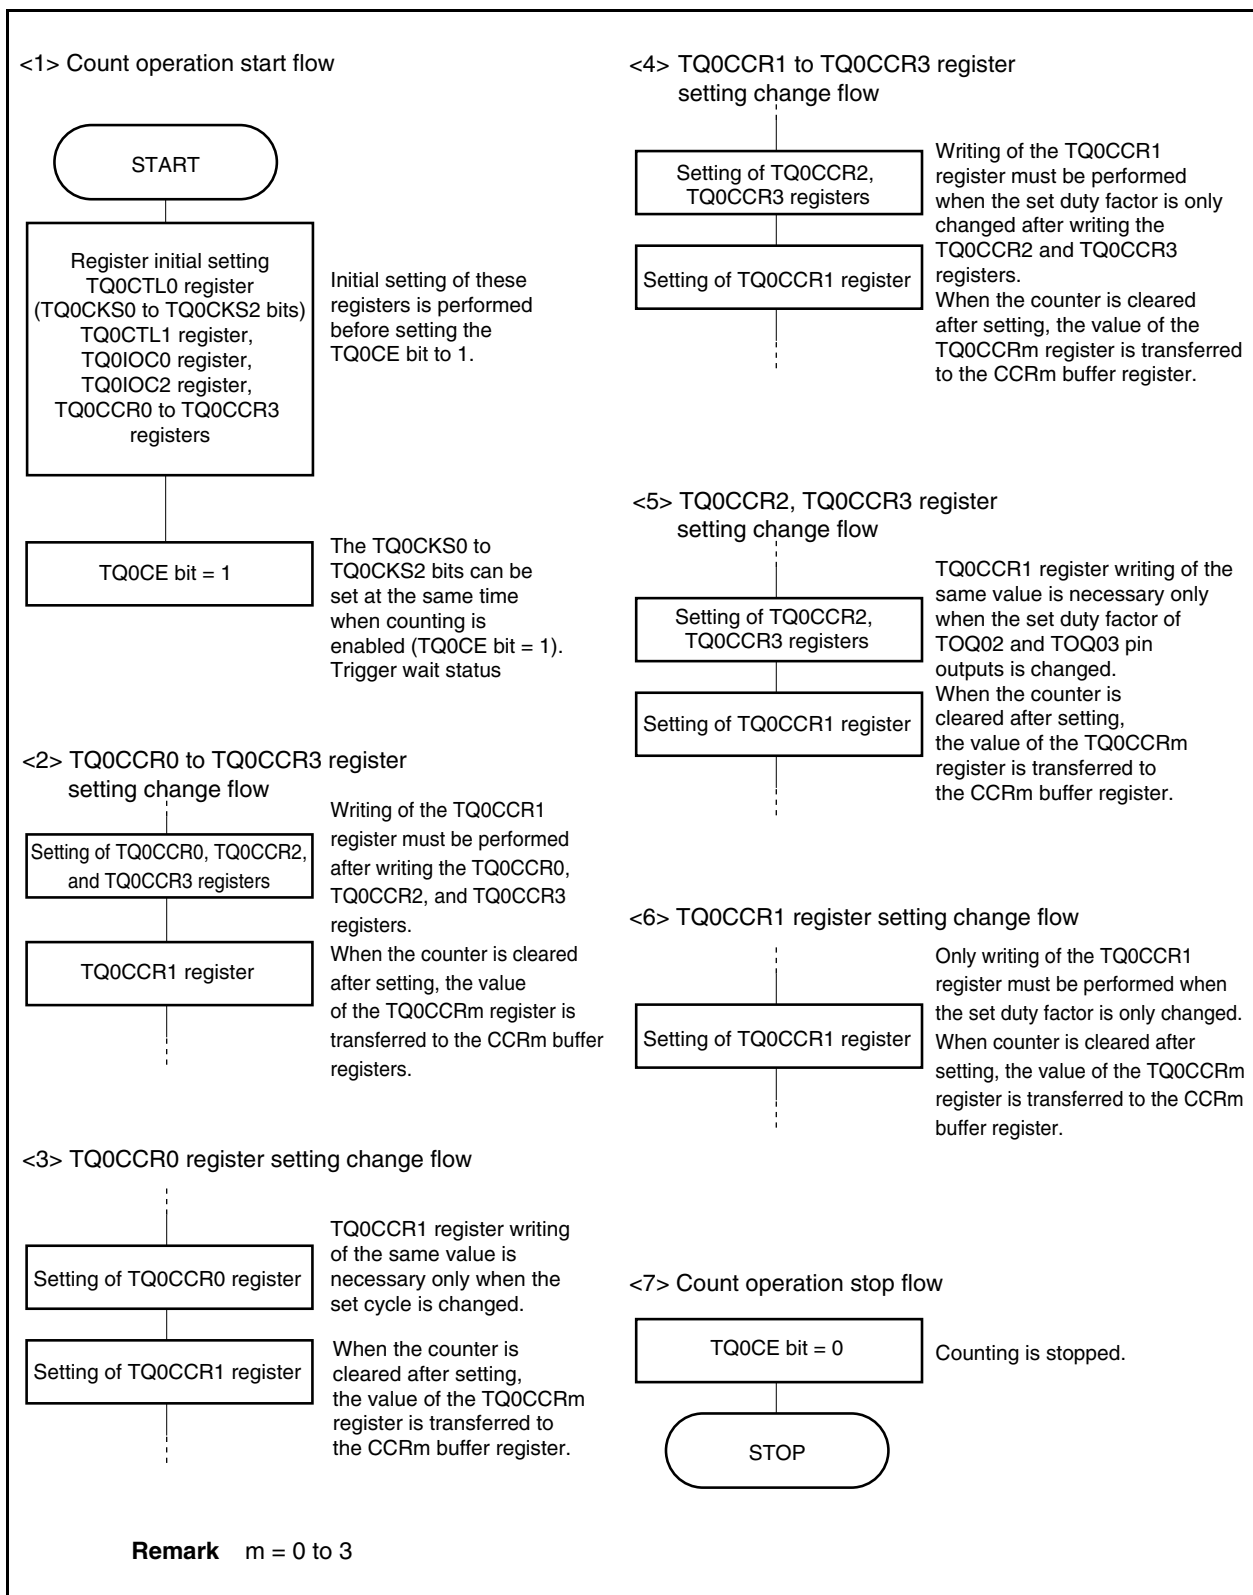 <1> Count operation start flow
START
Register initial setting
TQ0CTL0 register
(TQ0CKS0 to TQ0CKS2 bits)
TQ0CTL1 register,
TQ0IOC0 register,
TQ0IOC2 register,
TQ0CCR0 to TQ0CCR3
registers
Initial setting of these
registers is performed
before setting the
TQ0CE bit to 1.
TQ0CE bit = 1
The TQ0CKS0 to
TQ0CKS2 bits can be
set at the same time
when counting is
enabled (TQ0CE bit = 1).
Trigger wait status
<2> TQ0CCR0 to TQ0CCR3 register
setting change flow
Setting of TQ0CCR0, TQ0CCR2,
and TQ0CCR3 registers
TQ0CCR1 register
Writing of the TQ0CCR1
register must be performed
after writing the TQ0CCR0,
TQ0CCR2, and TQ0CCR3
registers.
When the counter is cleared
after setting, the value
of the TQ0CCRm register is
transferred to the CCRm buffer
registers.
<3> TQ0CCR0 register setting change flow
Setting of TQ0CCR0 register
TQ0CCR1 register writing
of the same value is
necessary only when the
set cycle is changed.
Setting of TQ0CCR1 register
When the counter is
cleared after setting,
the value of the TQ0CCRm
register is transferred to
the CCRm buffer register.
<4> TQ0CCR1 to TQ0CCR3 register
setting change flow
Setting of TQ0CCR2,
TQ0CCR3 registers
Setting of TQ0CCR1 register
Writing of the TQ0CCR1
register must be performed
when the set duty factor is only
changed after writing the
TQ0CCR2 and TQ0CCR3
registers.
When the counter is cleared
after setting, the value of the
TQ0CCRm register is transferred
to the CCRm buffer register.
<5> TQ0CCR2, TQ0CCR3 register
setting change flow
Setting of TQ0CCR2,
TQ0CCR3 registers
Setting of TQ0CCR1 register
TQ0CCR1 register writing of the
same value is necessary only
when the set duty factor of
TOQ02 and TOQ03 pin
outputs is changed.
When the counter is
cleared after setting,
the value of the TQ0CCRm
register is transferred to
the CCRm buffer register.
<6> TQ0CCR1 register setting change flow
Setting of TQ0CCR1 register
Only writing of the TQ0CCR1
register must be performed when
the set duty factor is only changed.
When counter is cleared after
setting, the value of the TQ0CCRm
register is transferred to the CCRm
buffer register.
<7> Count operation stop flow
TQ0CE bit = 0
Counting is stopped.
STOP
Remark m = 0 to 3